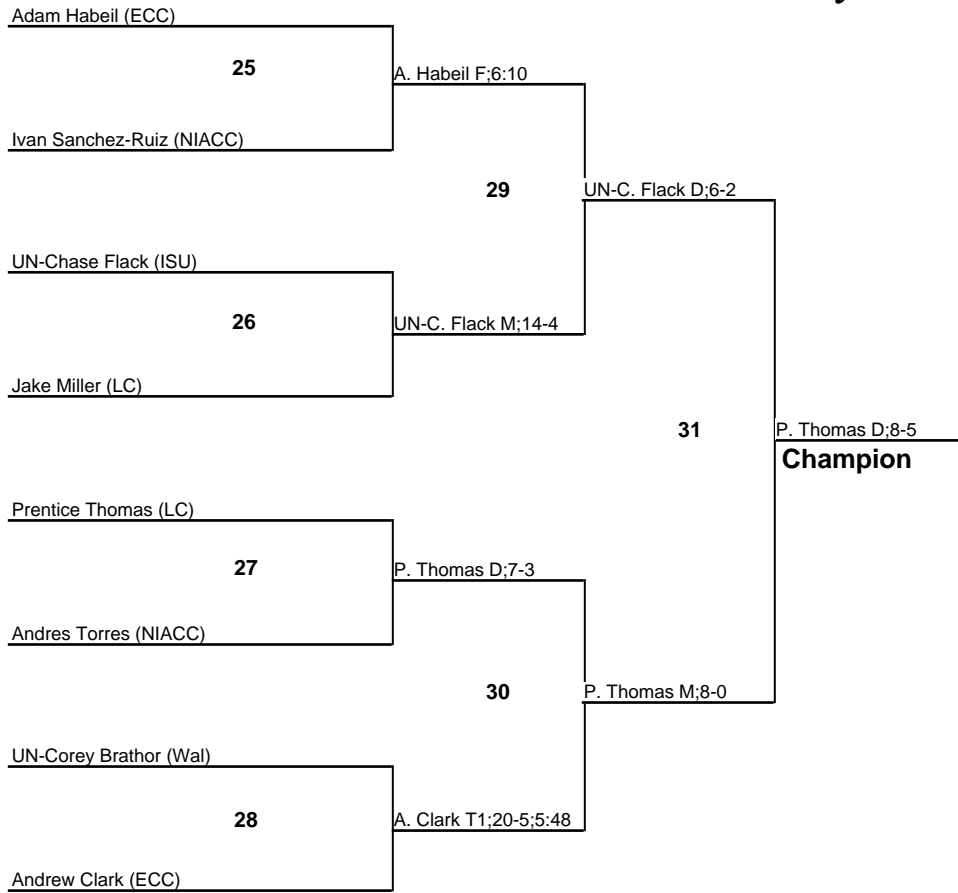 Adam Habeil (ECC)
25
A. Habeil F;6:10
Ivan Sanchez-Ruiz (NIACC)
29
UN-C. Flack D;6-2
UN-Chase Flack (ISU)
26
UN-C. Flack M;14-4
Jake Miller (LC)
31
P. Thomas D;8-5
Champion
Prentice Thomas (LC)
27
P. Thomas D;7-3
Andres Torres (NIACC)
30
P. Thomas M;8-0
UN-Corey Brathor (Wal)
28
A. Clark T1;20-5;5:48
Andrew Clark (ECC)